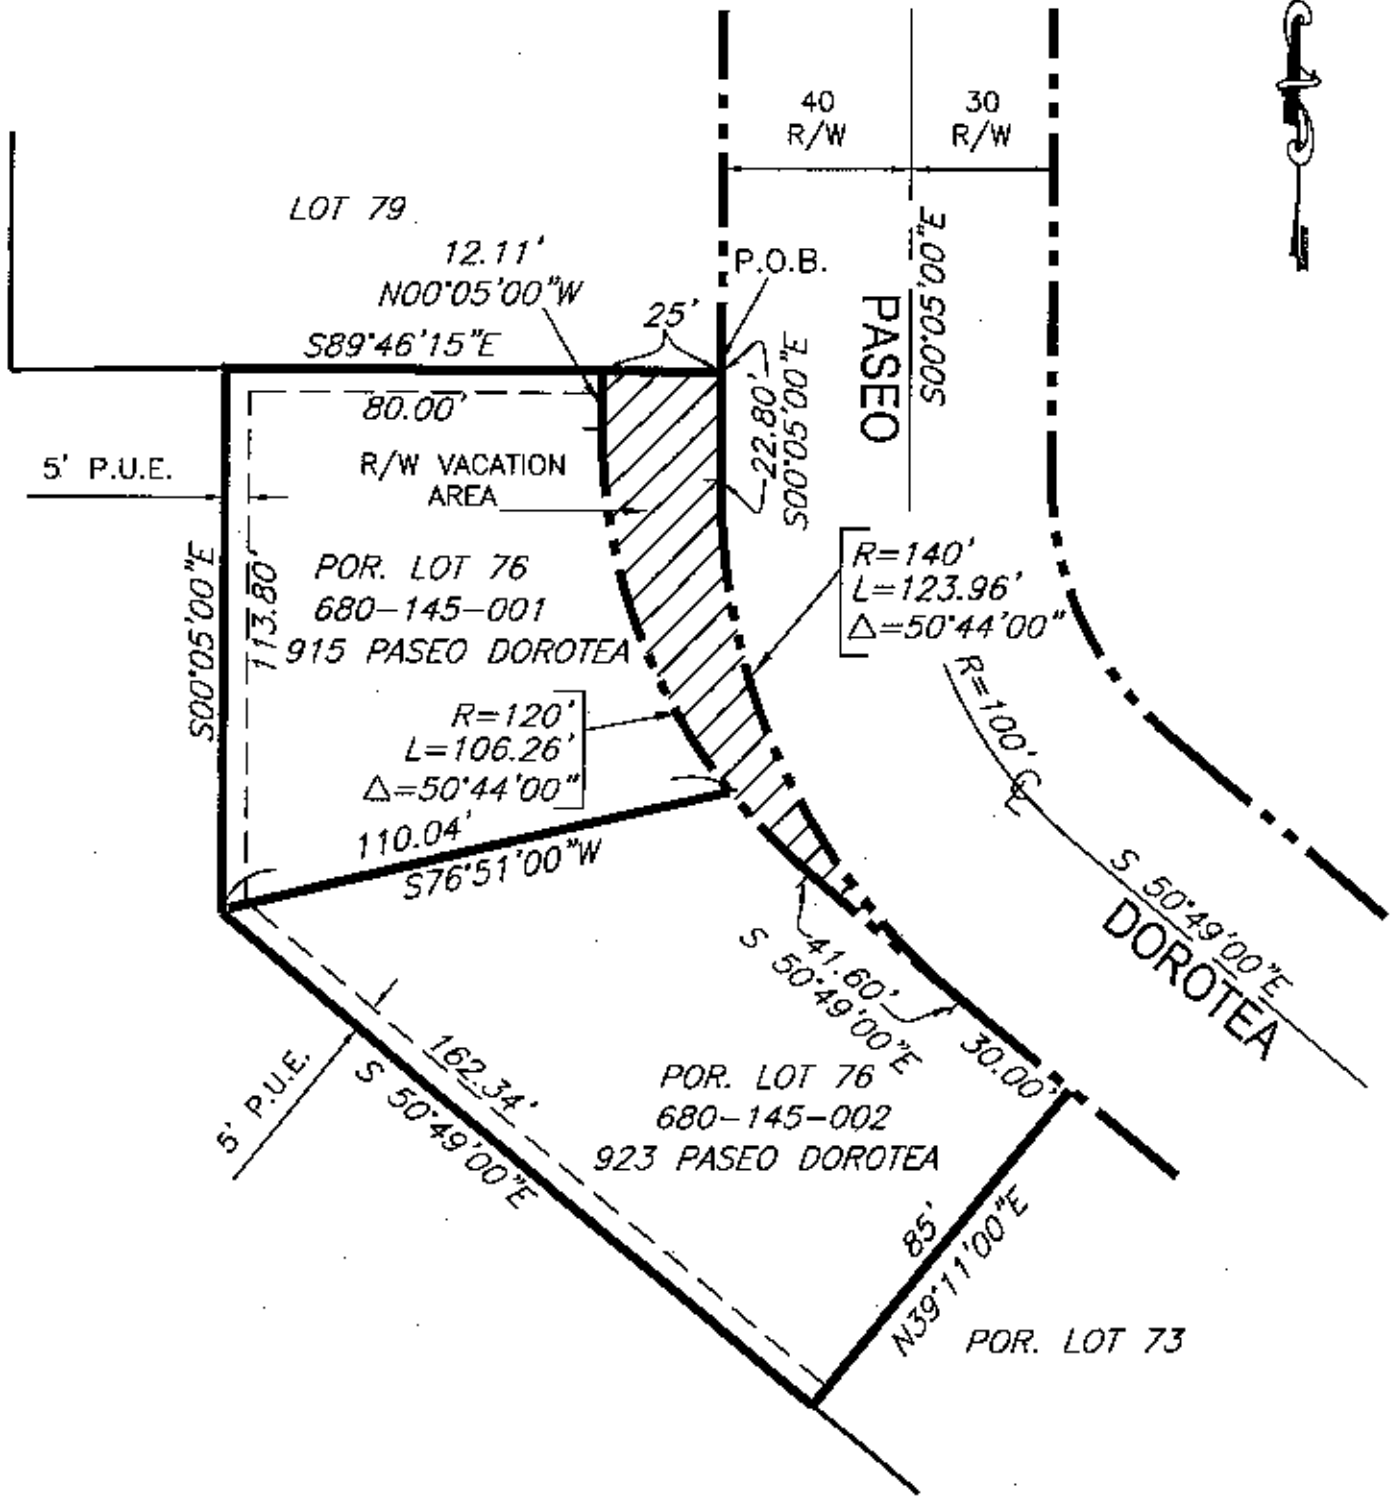 40
R/W
30
R/W
LOT 79
12.11'
N00°05'00"W
P.O.B.
25'
S89°46'15"E
80.00'
22.80'
S00°05'00"E
PASEO
S00°05'00"E
5' P.U.E.
R/W VACATION
AREA
S00°05'00"E
113.80'
POR. LOT 76
680-145-001
915 PASEO DOROTEA
R=140'
L=123.96'
△=50°44'00"
R=120'
L=106.26'
△=50°44'00"
R=100' ℄
110.04'
S76°51'00"W
S 50°49'00"E
DOROTEA
41.60'
S 50°49'00"E
30.00'
5' P.U.E.
162.34'
S 50°49'00"E
POR. LOT 76
680-145-002
923 PASEO DOROTEA
85'
N39°11'00"E
POR. LOT 73